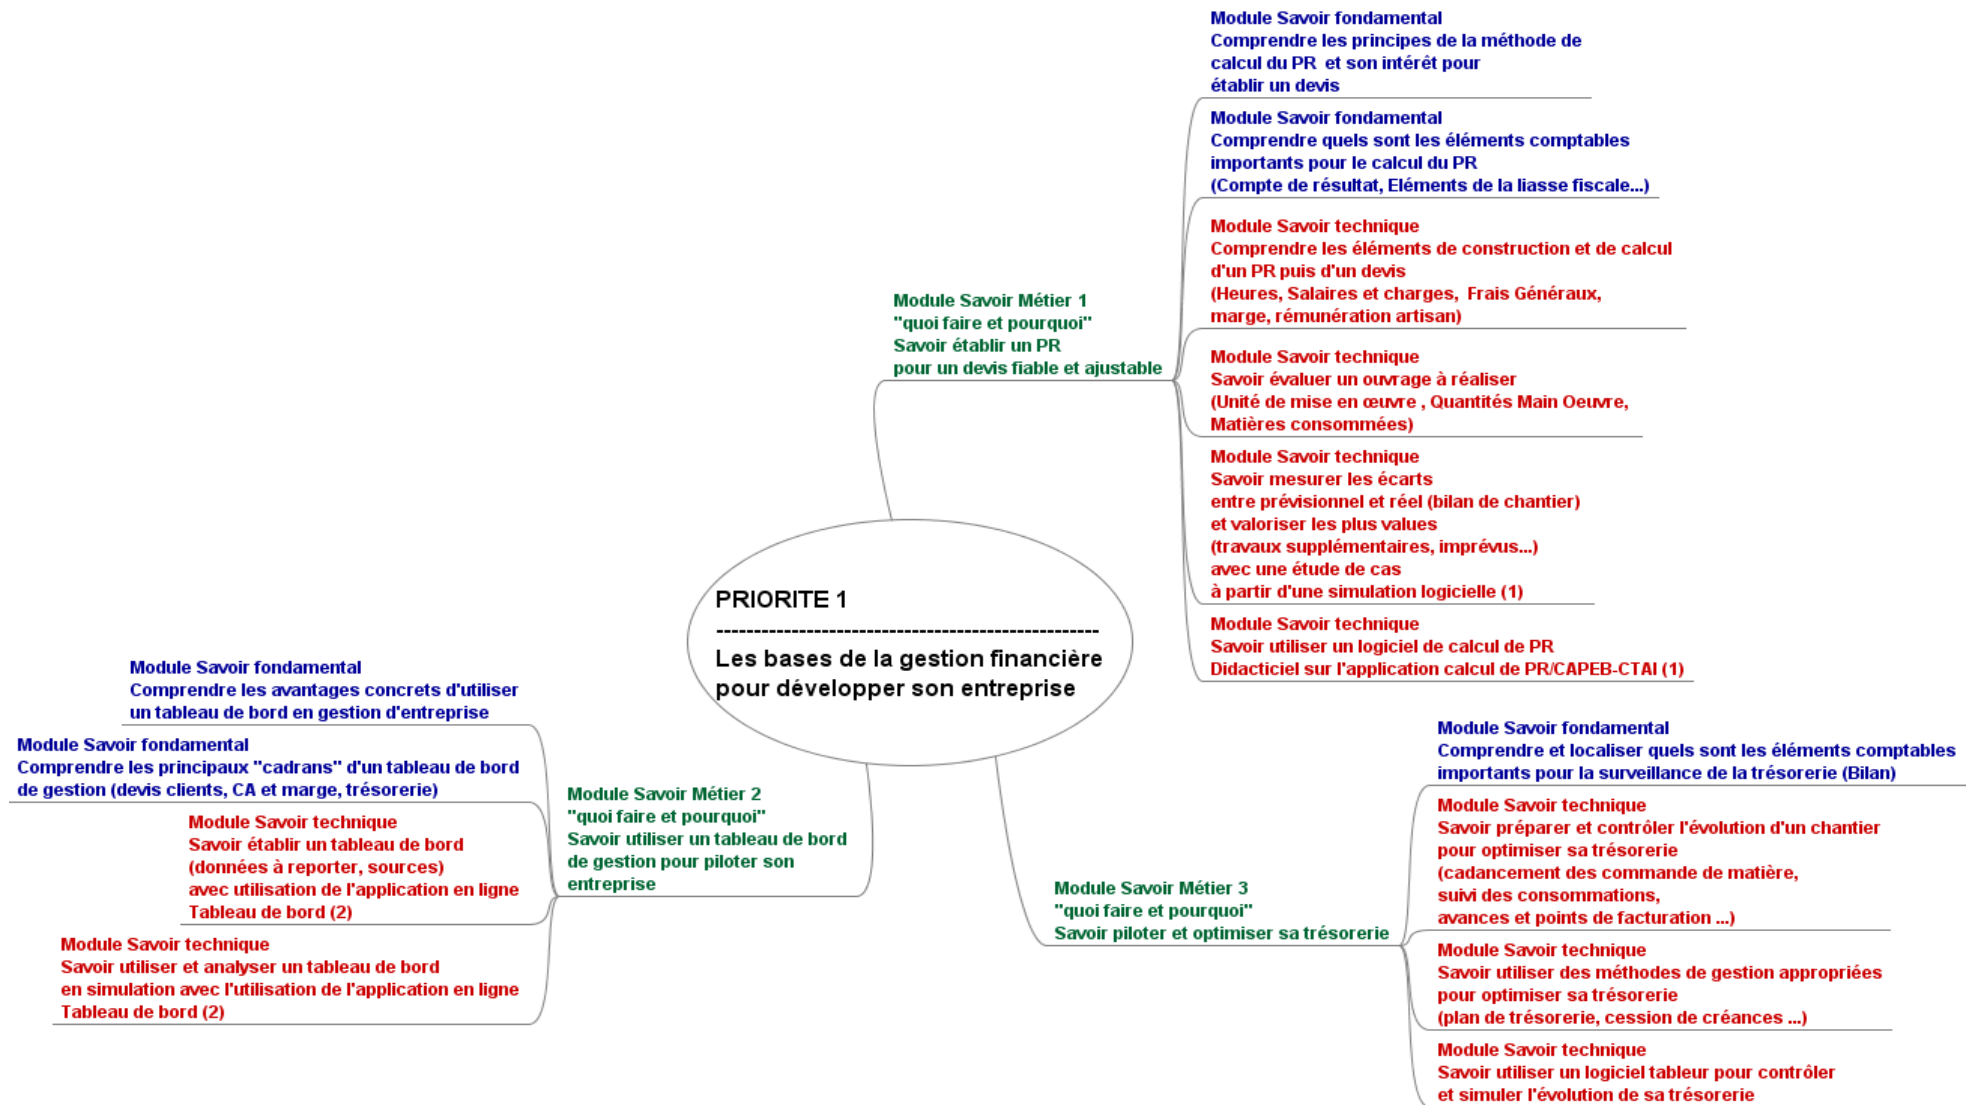 PRIORITE 1
---------------------------------------------------
Les bases de la gestion financière
pour développer son entreprise
Module Savoir Métier 1
"quoi faire et pourquoi"
Savoir établir un PR
pour un devis fiable et ajustable
Module Savoir fondamental
Comprendre les principes de la méthode de
calcul du PR  et son intérêt pour
établir un devis
Module Savoir fondamental
Comprendre quels sont les éléments comptables
importants pour le calcul du PR
(Compte de résultat, Eléments de la liasse fiscale...)
Module Savoir technique
Comprendre les éléments de construction et de calcul
d'un PR puis d'un devis
(Heures, Salaires et charges,  Frais Généraux,
marge, rémunération artisan)
Module Savoir technique
Savoir évaluer un ouvrage à réaliser
(Unité de mise en œuvre , Quantités Main Oeuvre,
Matières consommées)
Module Savoir technique
Savoir mesurer les écarts
entre prévisionnel et réel (bilan de chantier)
et valoriser les plus values
(travaux supplémentaires, imprévus...)
avec une étude de cas
à partir d'une simulation logicielle (1)
Module Savoir technique
Savoir utiliser un logiciel de calcul de PR
Didacticiel sur l'application calcul de PR/CAPEB-CTAI (1)
Module Savoir Métier 2
"quoi faire et pourquoi"
Savoir utiliser un tableau de bord
de gestion pour piloter son
entreprise
Module Savoir fondamental
Comprendre les avantages concrets d'utiliser
un tableau de bord en gestion d'entreprise
Module Savoir fondamental
Comprendre les principaux "cadrans" d'un tableau de bord
de gestion (devis clients, CA et marge, trésorerie)
Module Savoir technique
Savoir établir un tableau de bord
(données à reporter, sources)
avec utilisation de l'application en ligne
Tableau de bord (2)
Module Savoir technique
Savoir utiliser et analyser un tableau de bord
en simulation avec l'utilisation de l'application en ligne
Tableau de bord (2)
Module Savoir Métier 3
"quoi faire et pourquoi"
Savoir piloter et optimiser sa trésorerie
Module Savoir fondamental
Comprendre et localiser quels sont les éléments comptables
importants pour la surveillance de la trésorerie (Bilan)
Module Savoir technique
Savoir préparer et contrôler l'évolution d'un chantier
pour optimiser sa trésorerie
(cadancement des commande de matière,
suivi des consommations,
avances et points de facturation ...)
Module Savoir technique
Savoir utiliser des méthodes de gestion appropriées
pour optimiser sa trésorerie
(plan de trésorerie, cession de créances ...)
Module Savoir technique
Savoir utiliser un logiciel tableur pour contrôler
et simuler l'évolution de sa trésorerie